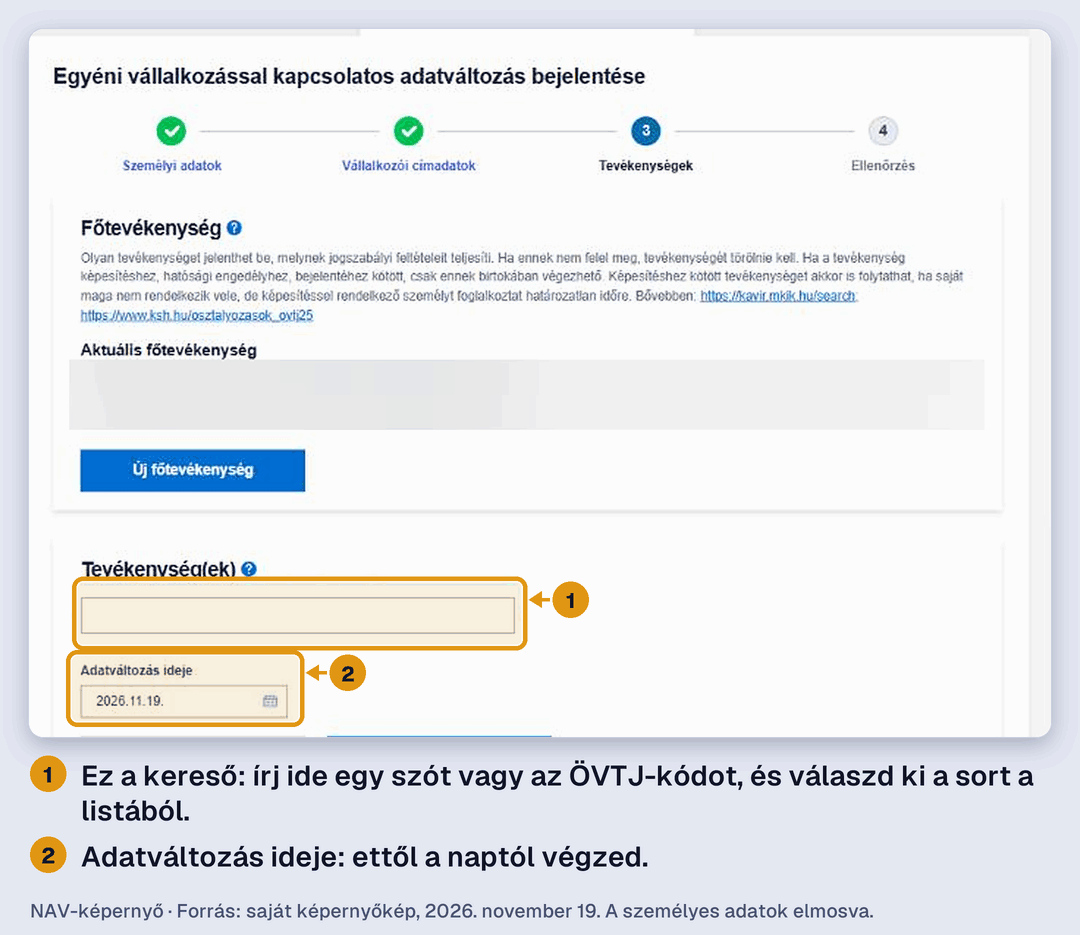 Egyéni vállalkozással kapcsolatos adatváltozás bejelentése
3
4
Személyi adatok
Vállalkozói címadatok
Tevékenységek
Ellenőrzés
Főtevékenység ?
Olyan tevékenységet jelenthet be, melynek jogszabályi feltételeit teljesíti. Ha ennek nem felel meg, tevékenységét törölnie kell. Ha a tevékenység
képesítéshez, hatósági engedélyhez, bejelentéhez kötött, csak ennek birtokában végezhető. Képesítéshez kötött tevékenységet akkor is folytathat, ha saját
maga nem rendelkezik vele, de képesítéssel rendelkező személyt foglalkoztat határozatlan időre. Bővebben: https://kavir.mkik.hu/search;
https://www.ksh.hu/osztalyozasok_ovtj25
Aktuális főtevékenység
Új főtevékenység
Tevékenység(ek) ?
1
Adatváltozás ideje
2
2026.11.19.
1 Ez a kereső: írj ide egy szót vagy az ÖVTJ-kódot, és válaszd ki a sort a
listából.
2 Adatváltozás ideje: ettől a naptól végzed.
NAV-képernyő · Forrás: saját képernyőkép, 2026. november 19. A személyes adatok elmosva.